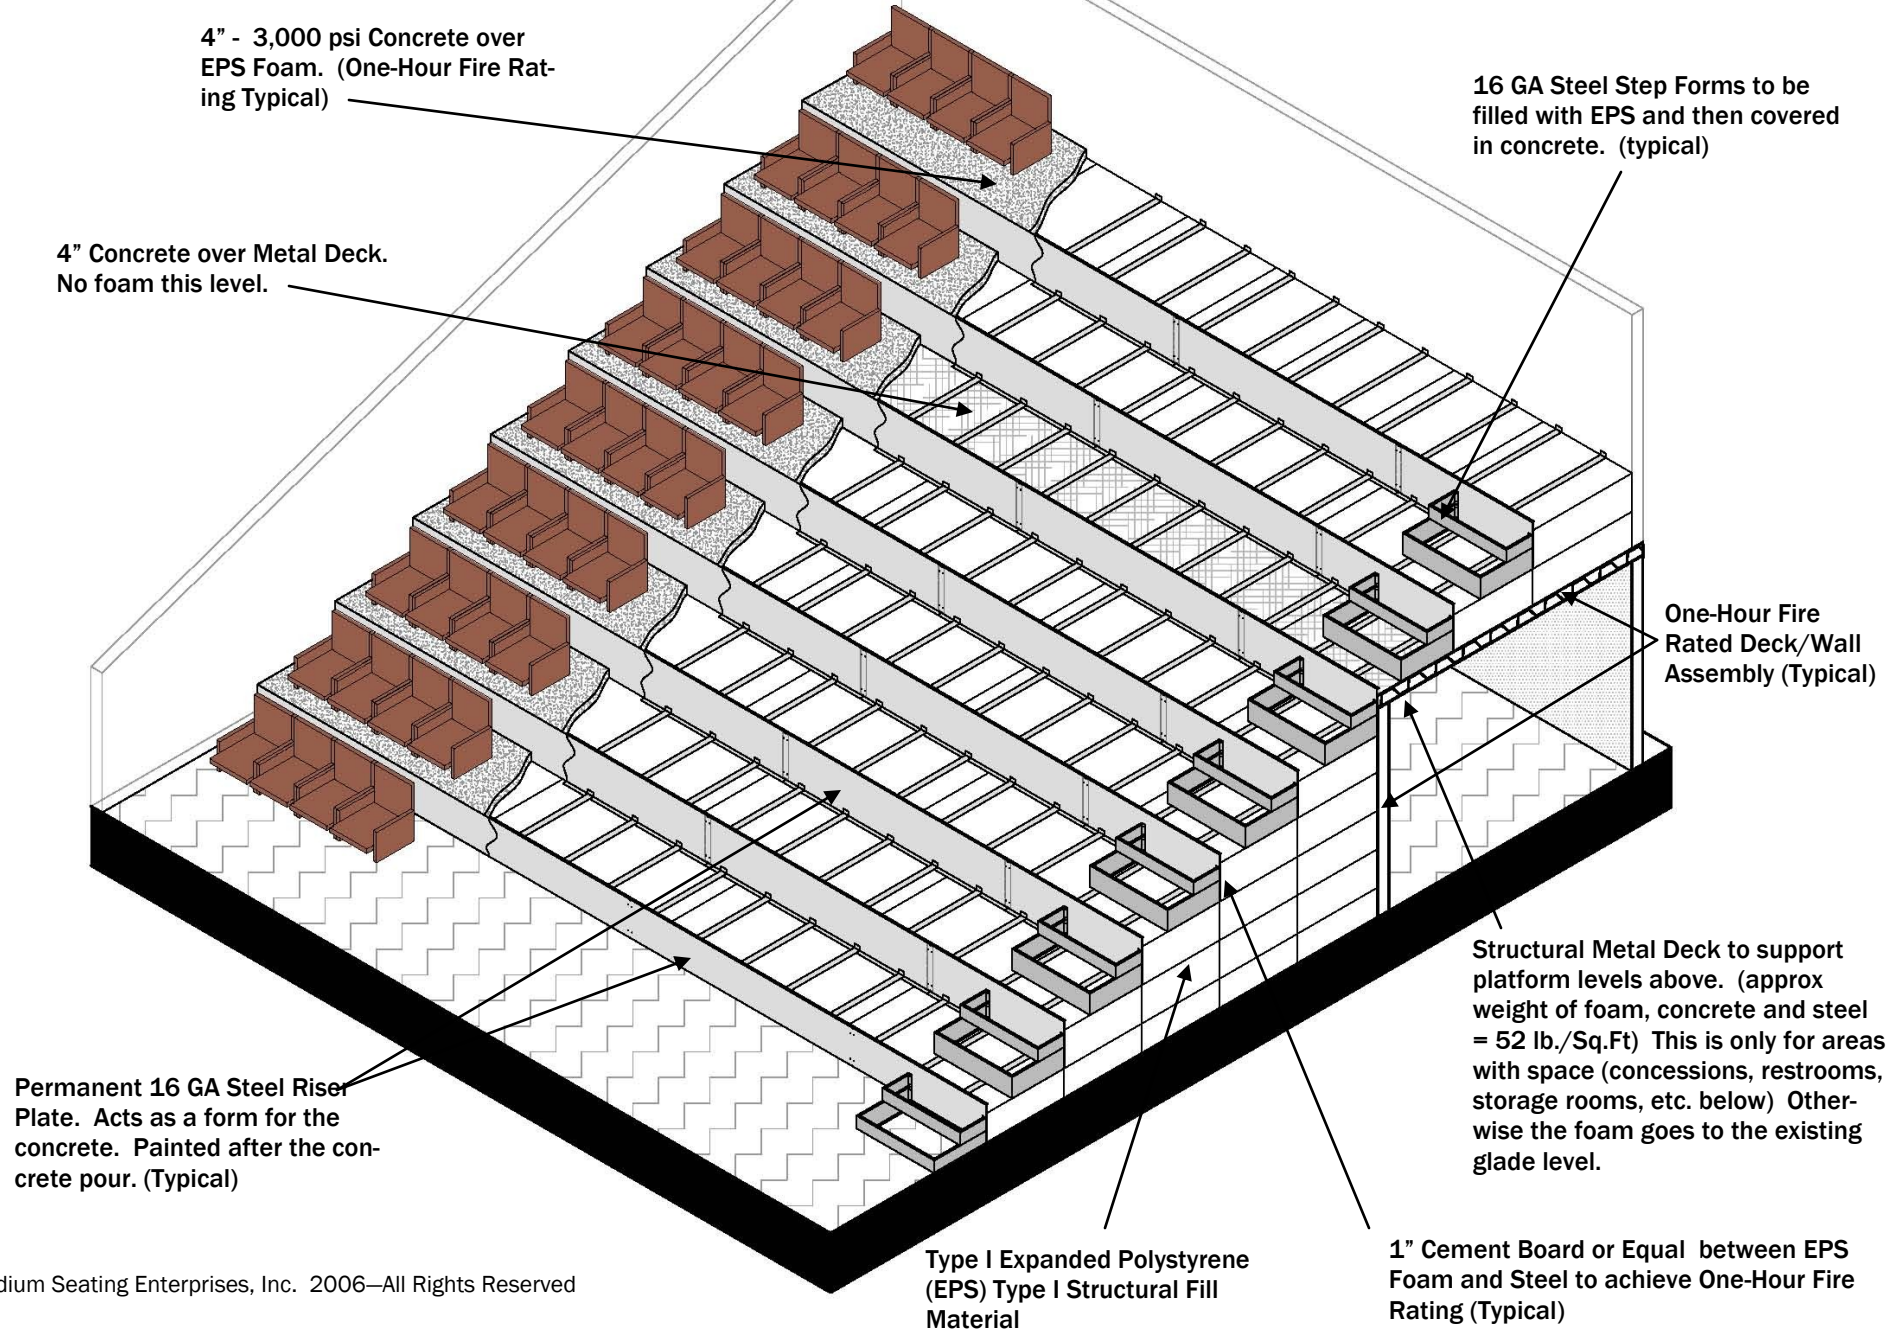 4” - 3,000 psi Concrete over
EPS Foam. (One-Hour Fire Rat-
ing Typical)
16 GA Steel Step Forms to be
filled with EPS and then covered
in concrete. (typical)
4” Concrete over Metal Deck.
No foam this level.
One-Hour Fire
Rated Deck/Wall
Assembly (Typical)
Structural Metal Deck to support
platform levels above. (approx
weight of foam, concrete and steel
= 52 lb./Sq.Ft) This is only for areas
with space (concessions, restrooms,
storage rooms, etc. below) Other-
wise the foam goes to the existing
glade level.
Permanent 16 GA Steel Riser
Plate. Acts as a form for the
concrete. Painted after the con-
crete pour. (Typical)
Type I Expanded Polystyrene
(EPS) Type I Structural Fill
Material
1” Cement Board or Equal between EPS
Foam and Steel to achieve One-Hour Fire
Rating (Typical)
dium Seating Enterprises, Inc. 2006—All Rights Reserved